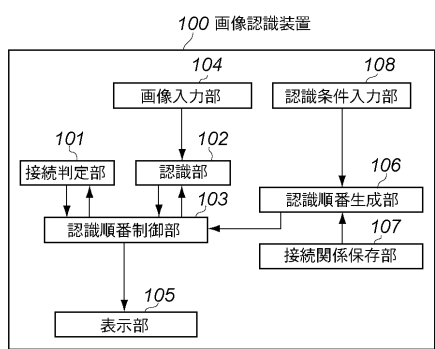 100 画像認識装置
104
画像入力部
108
認識条件入力部
101
接続判定部
102
認識部
106
認識順番生成部
103
認識順番制御部
107
接続関係保存部
105
表示部